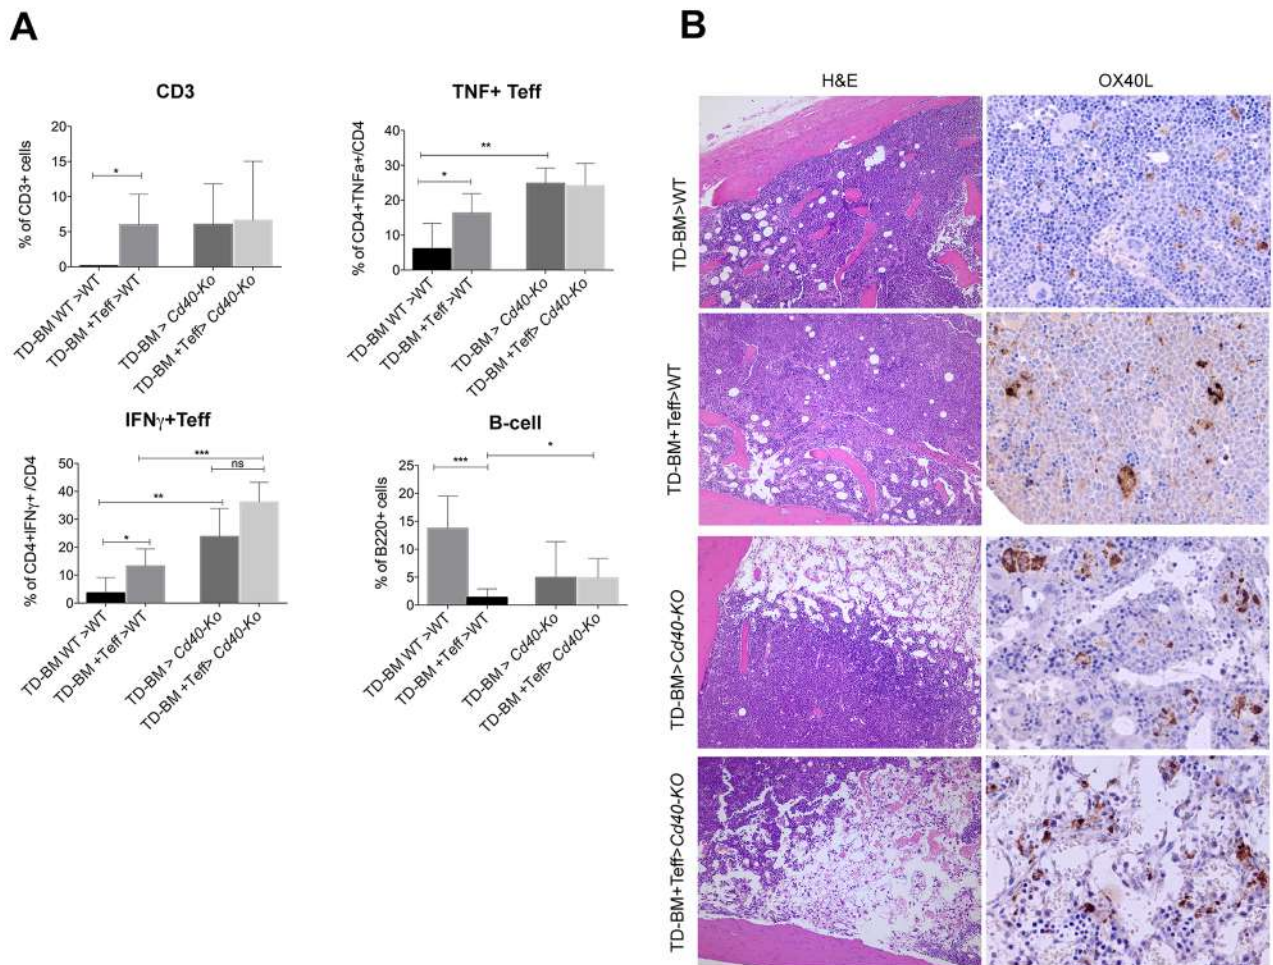 A
CD3
% of CD3+ cells
20
15
10
5
0
*
TD-BM WT >WT
TD-BM +Teff >WT
TD-BM > Cd40-Ko
TD-BM +Teff> Cd40-Ko
TNF+ Teff
% of CD4+TNFa+/CD4
40
30
20
10
0
**
*
TD-BM WT >WT
TD-BM +Teff >WT
TD-BM > Cd40-Ko
TD-BM +Teff> Cd40-Ko
IFNγ+Teff
% of CD4+IFNγ+ /CD4
50
40
30
20
10
0
***
ns
**
*
TD-BM WT >WT
TD-BM +Teff >WT
TD-BM > Cd40-Ko
TD-BM +Teff> Cd40-Ko
B-cell
% of B220+ cells
25
20
15
10
5
0
***
*
TD-BM WT >WT
TD-BM +Teff >WT
TD-BM > Cd40-Ko
TD-BM +Teff> Cd40-Ko
B
H&E
OX40L
TD-BM>WT
TD-BM+Teff>WT
TD-BM>Cd40-KO
TD-BM+Teff>Cd40-KO